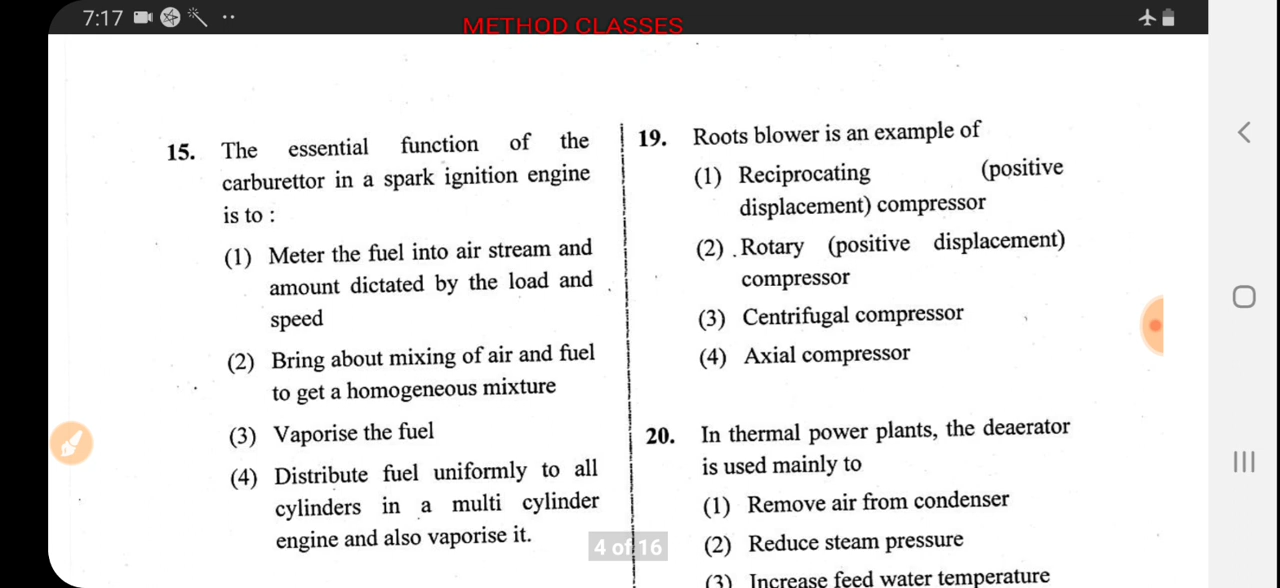 7:17
METHOD CLASSES
15. The essential function of the
carburettor in a spark ignition engine
is to :
(1) Meter the fuel into air stream and
amount dictated by the load and
speed
(2) Bring about mixing of air and fuel
to get a homogeneous mixture
(3) Vaporise the fuel
(4) Distribute fuel uniformly to all
cylinders in a multi cylinder
engine and also vaporise it.
19. Roots blower is an example of
(1) Reciprocating (positive
displacement) compressor
(2) Rotary (positive displacement)
compressor
(3) Centrifugal compressor
(4) Axial compressor
20. In thermal power plants, the deaerator
is used mainly to
(1) Remove air from condenser
(2) Reduce steam pressure
(3) Increase feed water temperature
4 of 16